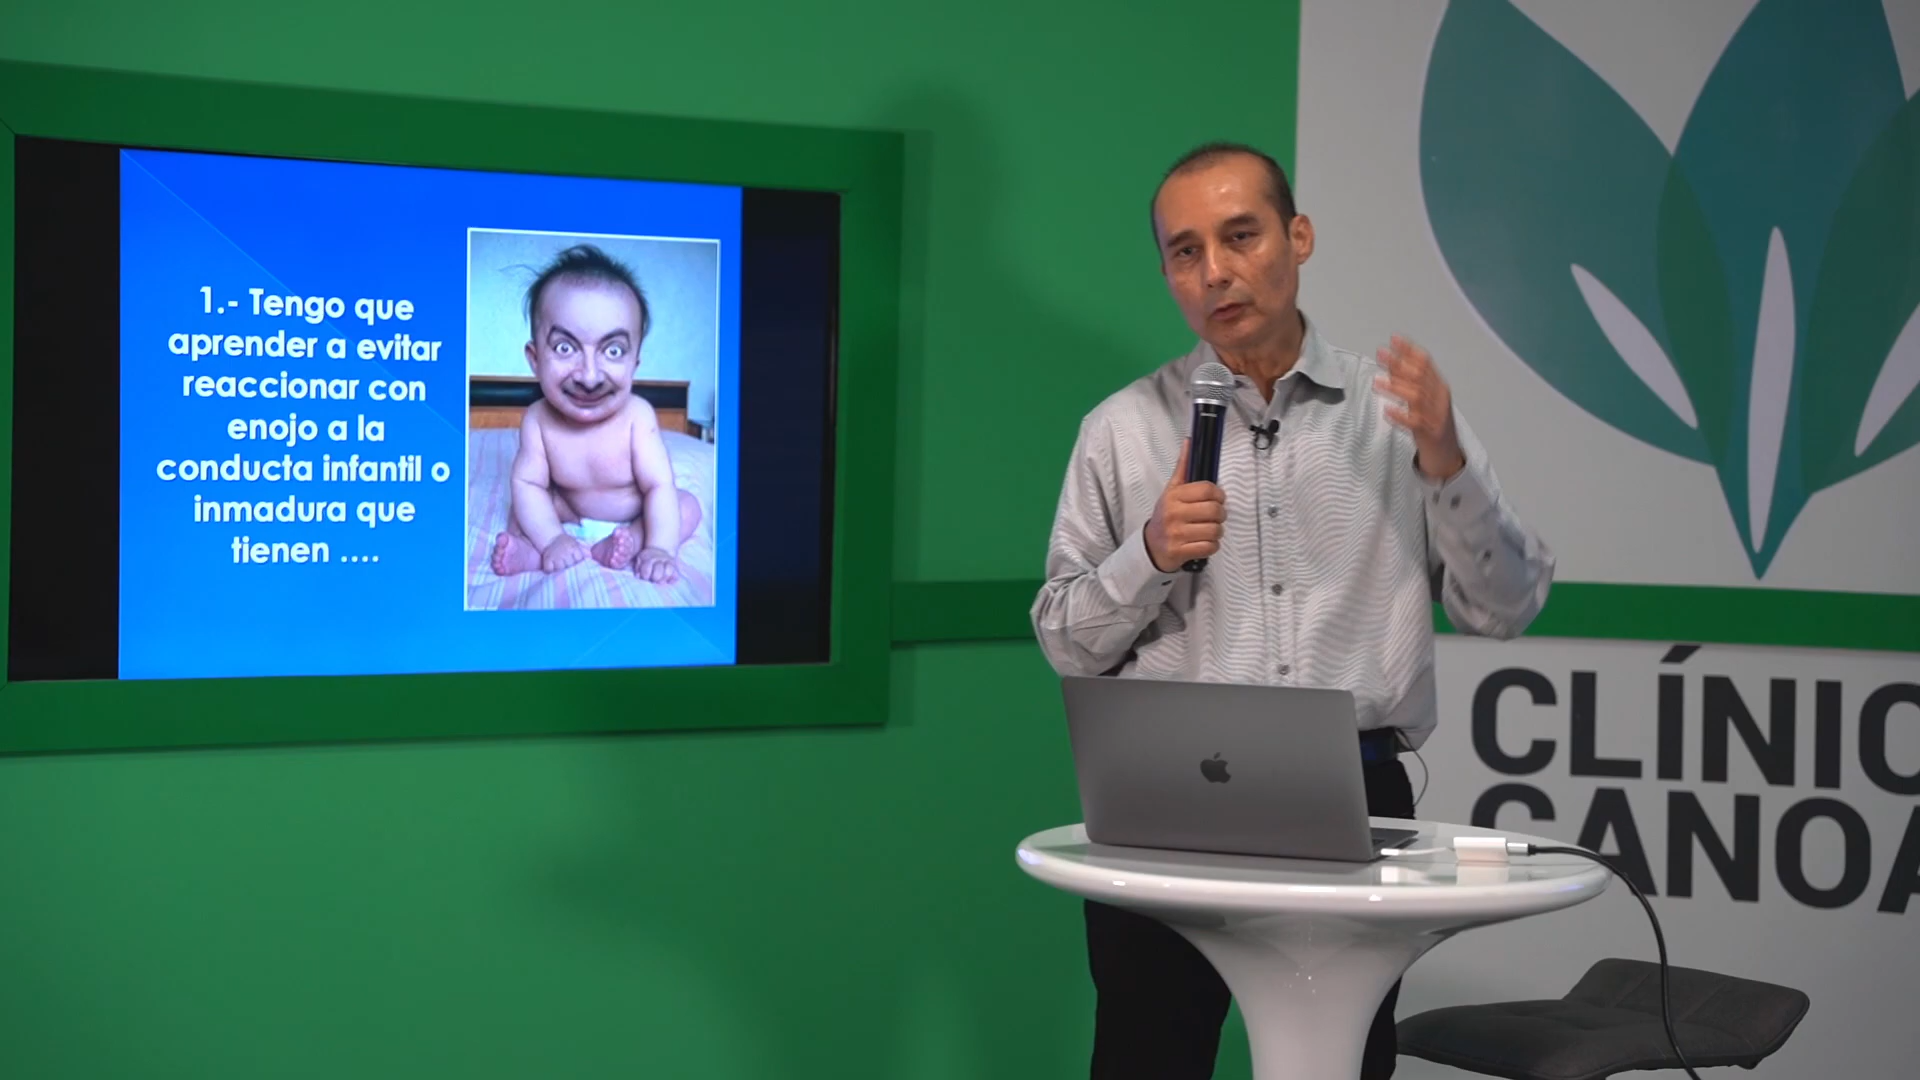 1.- Tengo que
aprender a evitar
reaccionar con
enojo a la
conducta infantil o
inmadura que
tienen ....
CLÍNIC
CANOA